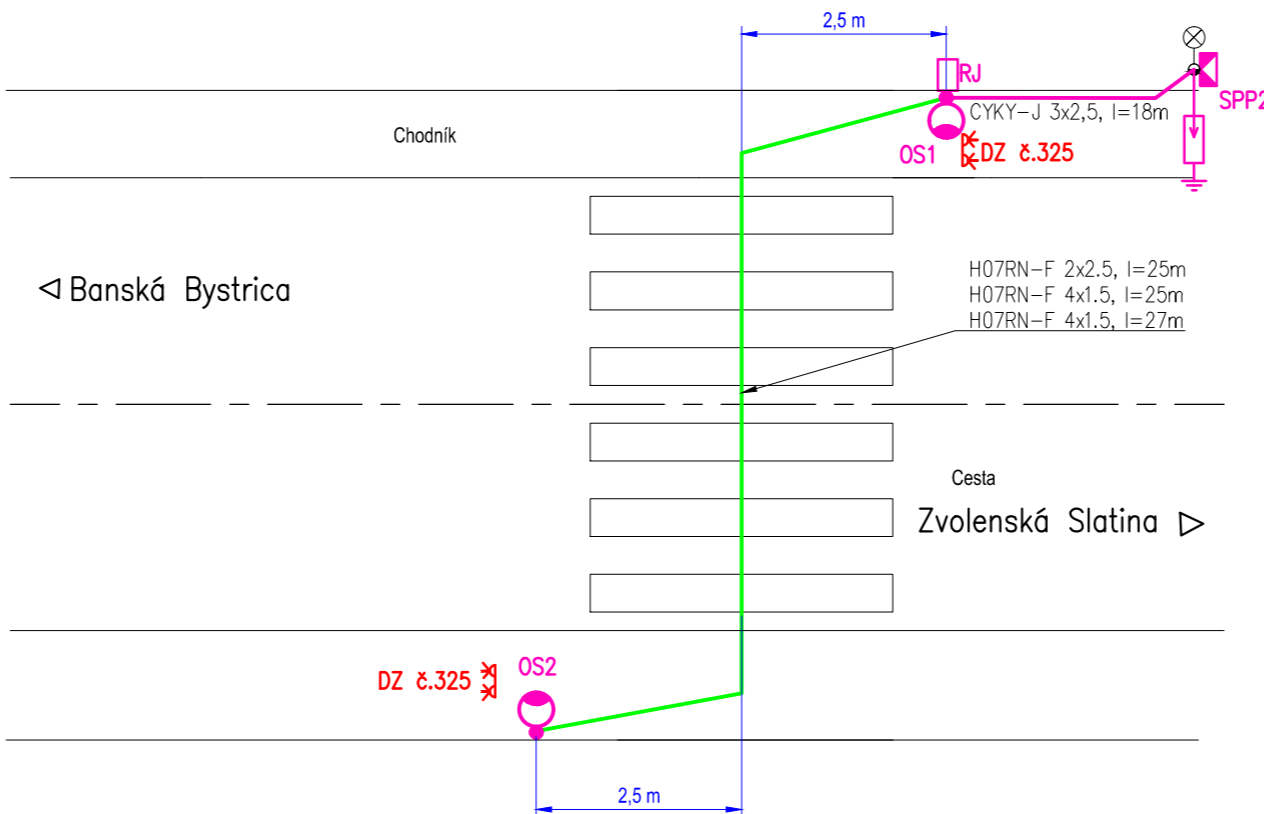 2,5 m
RJ
SPP2
CYKY-J 3x2,5, l=18m
Chodník
OS1
DZ č.325
Banská Bystrica
H07RN-F 2x2.5, l=25m
H07RN-F 4x1.5, l=25m
H07RN-F 4x1.5, l=27m
Cesta
Zvolenská Slatina
OS2
DZ č.325
2,5 m